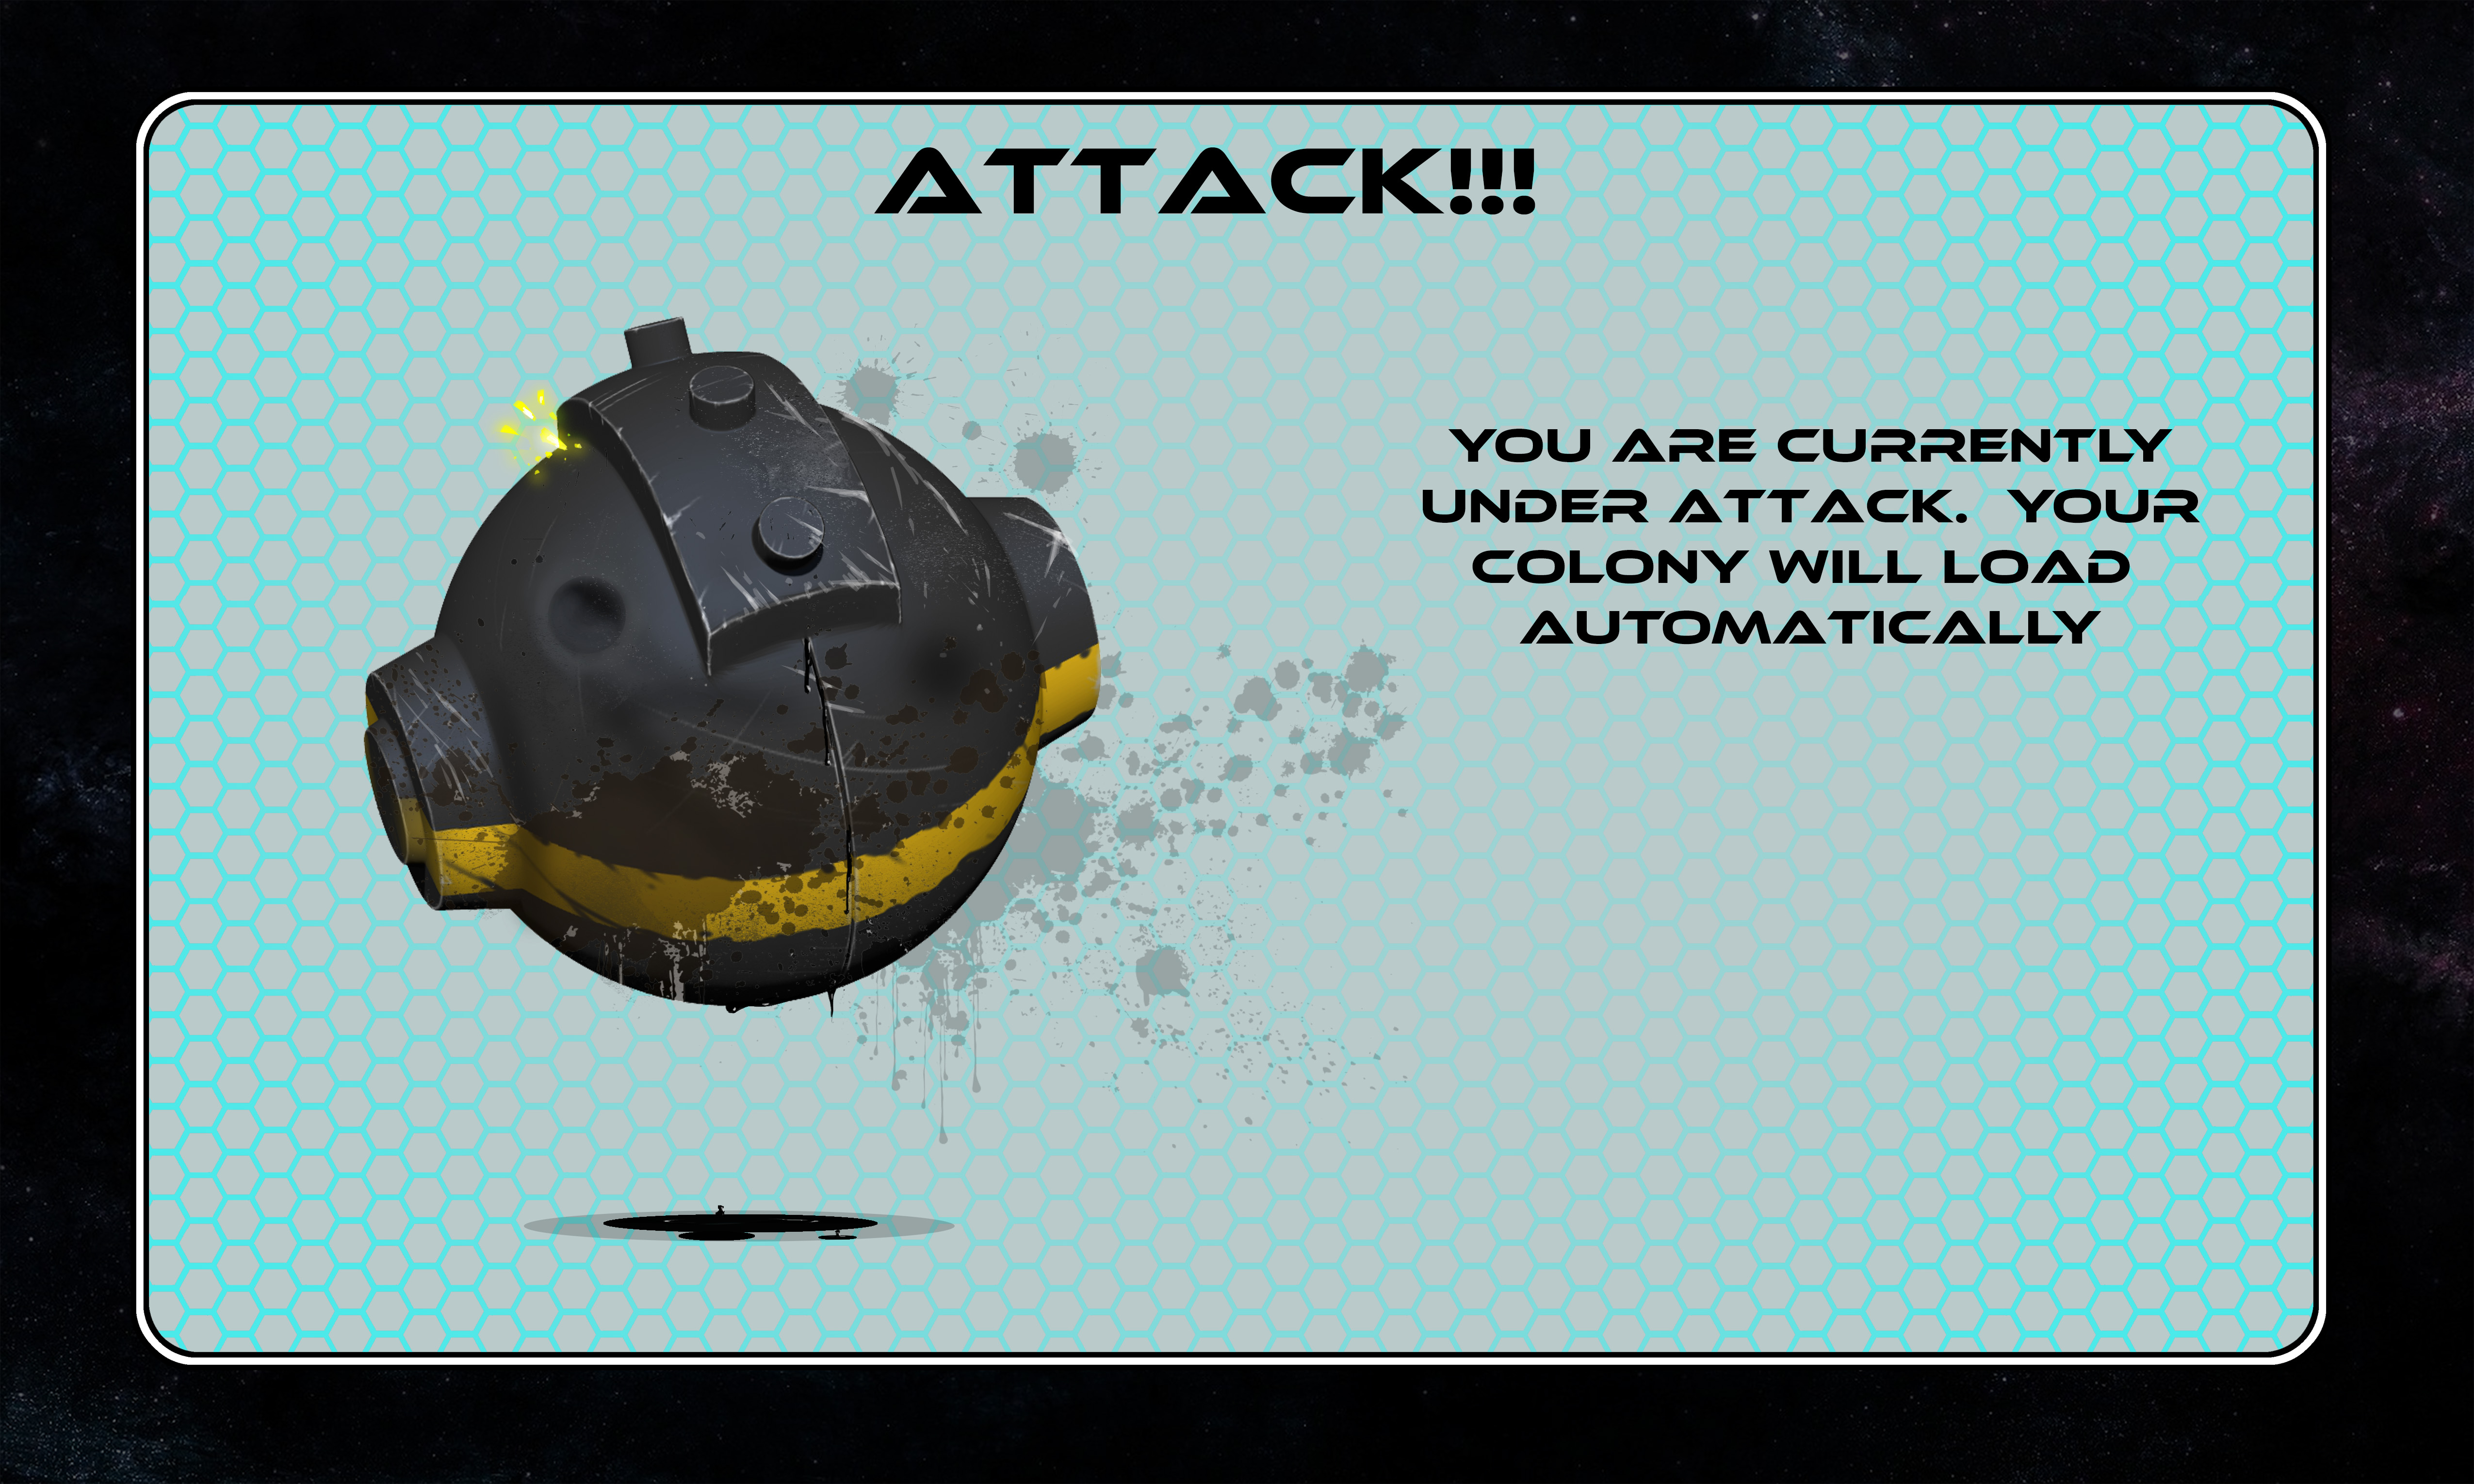 ATTACK!!!
YOU ARE CURRENTLY
UNDER ATTACK.  YOUR
COLONY WILL LOAD
AUTOMATICALLY